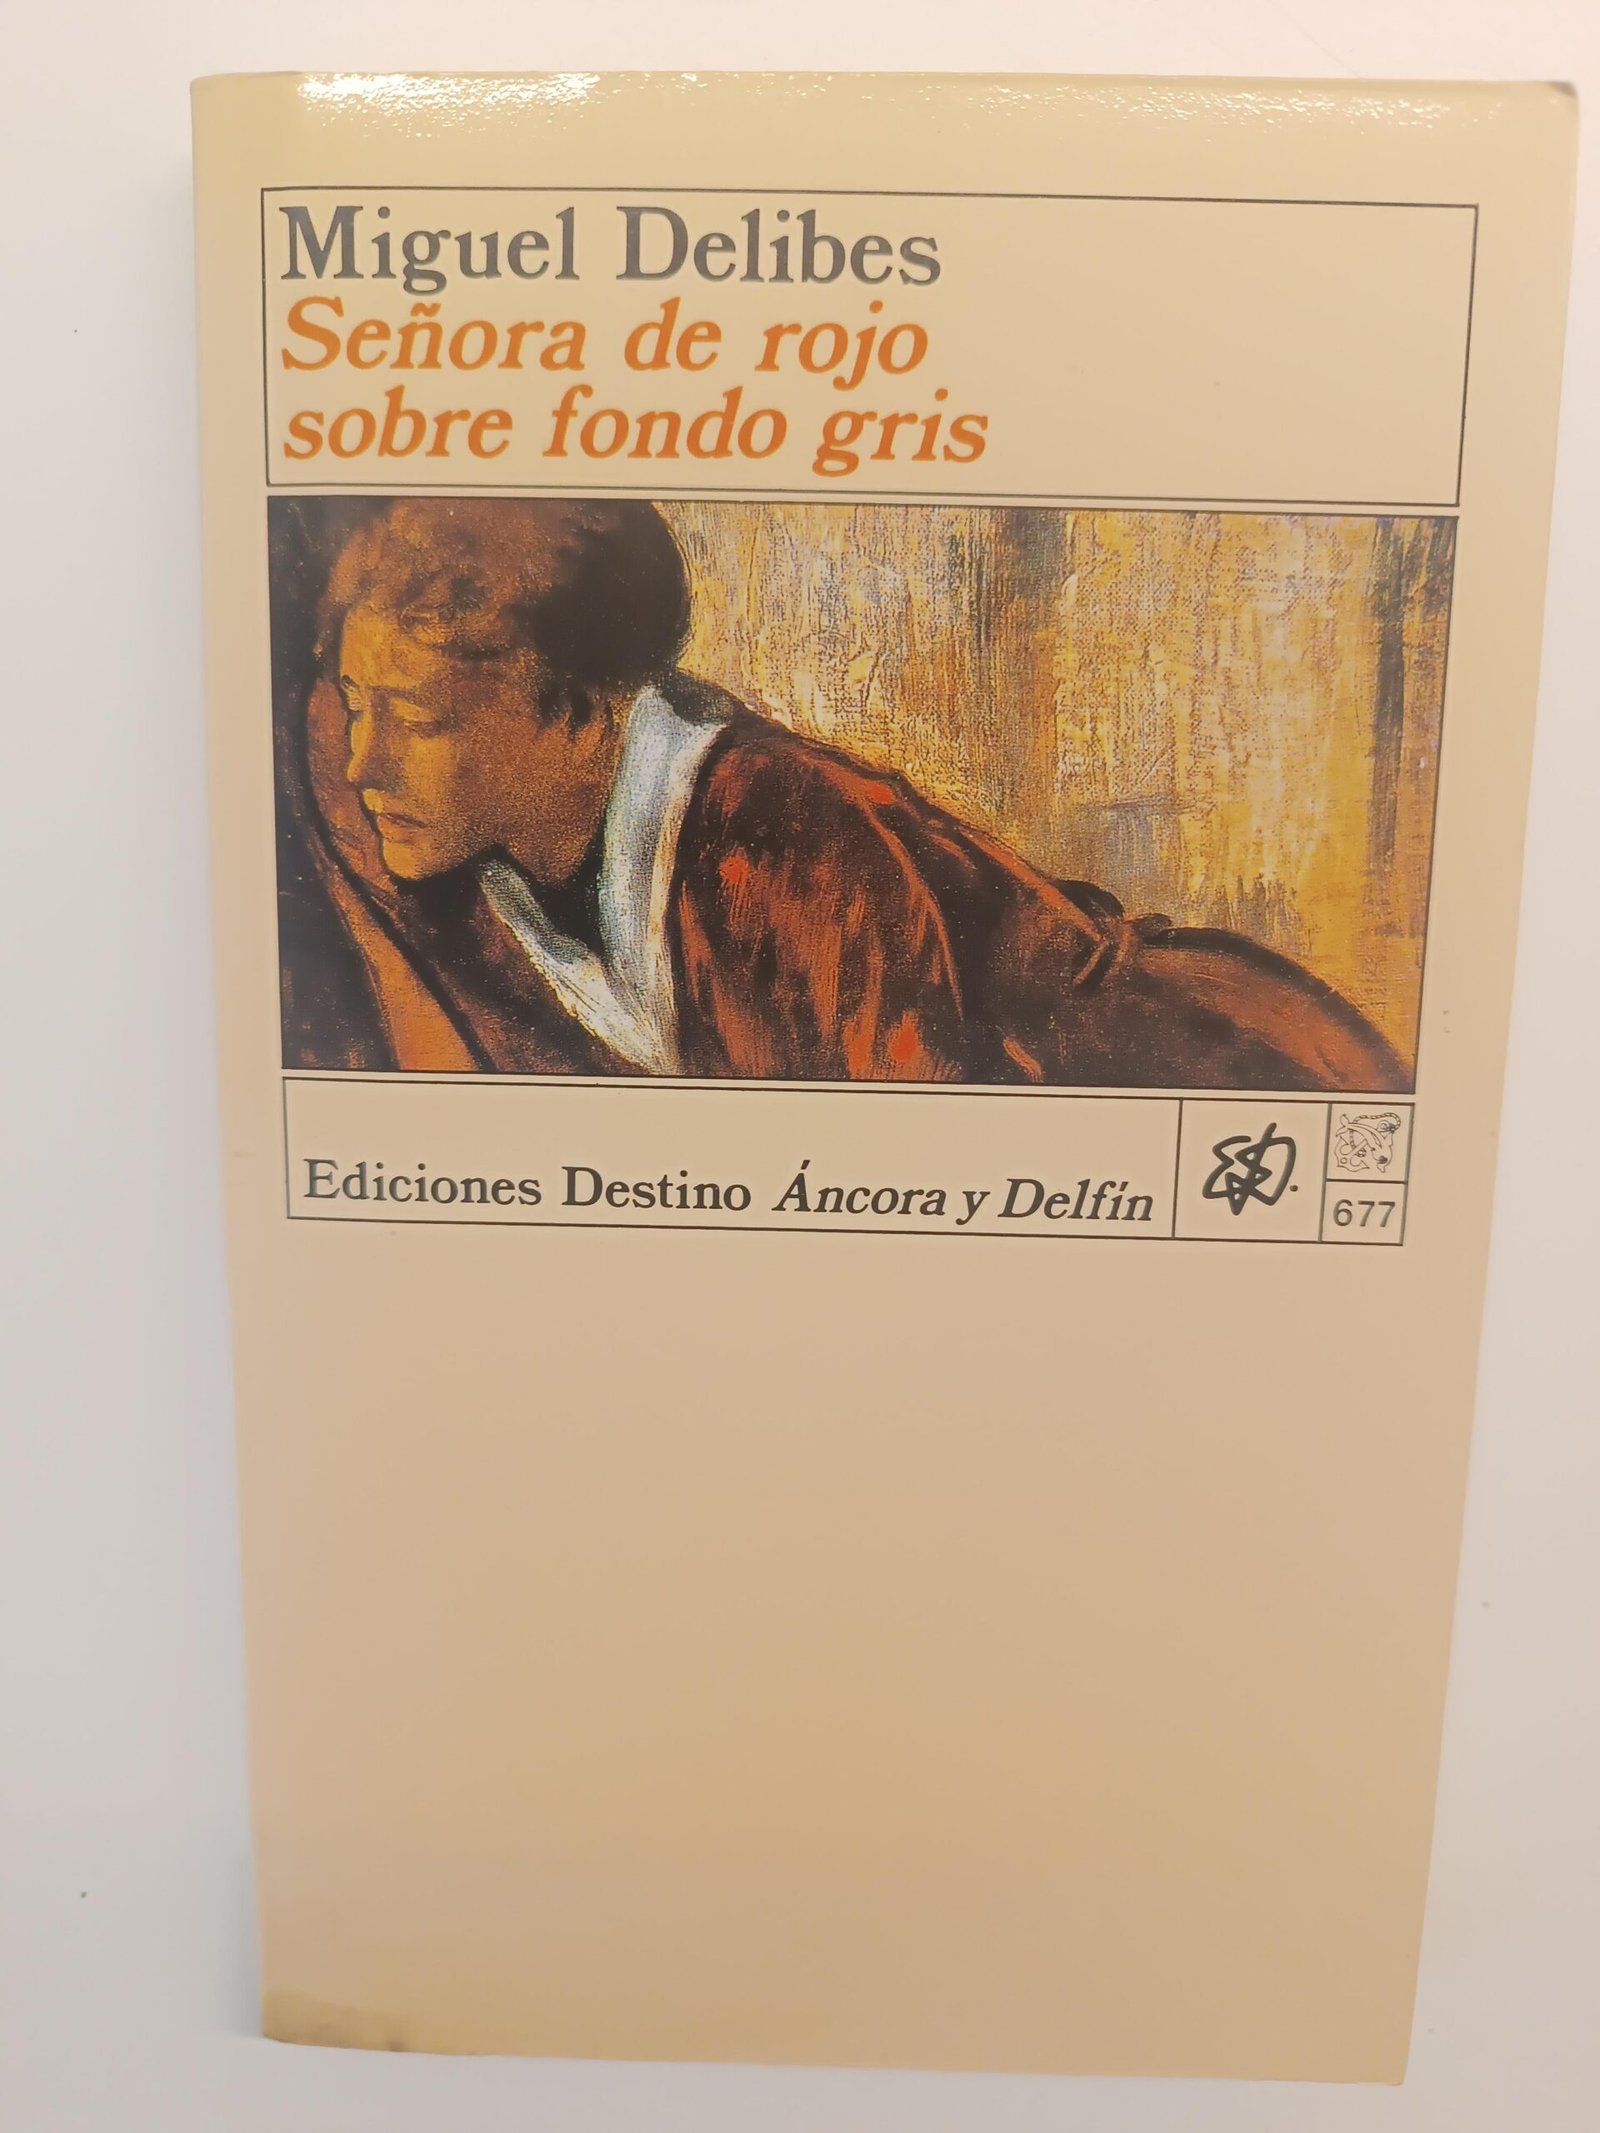 Miguel Delibes
Señora de rojo
sobre fondo gris
Ediciones Destino Áncora y Delfín
677